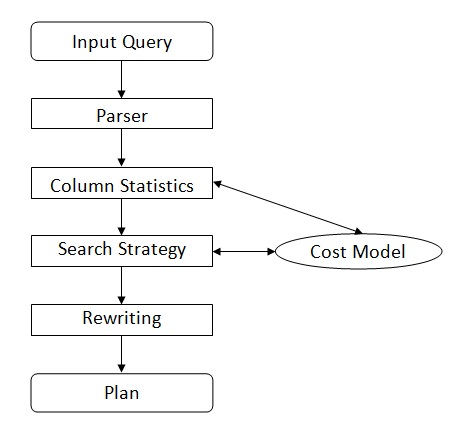 Input Query
Parser
Column Statistics
Search Strategy
Cost Model
Rewriting
Plan